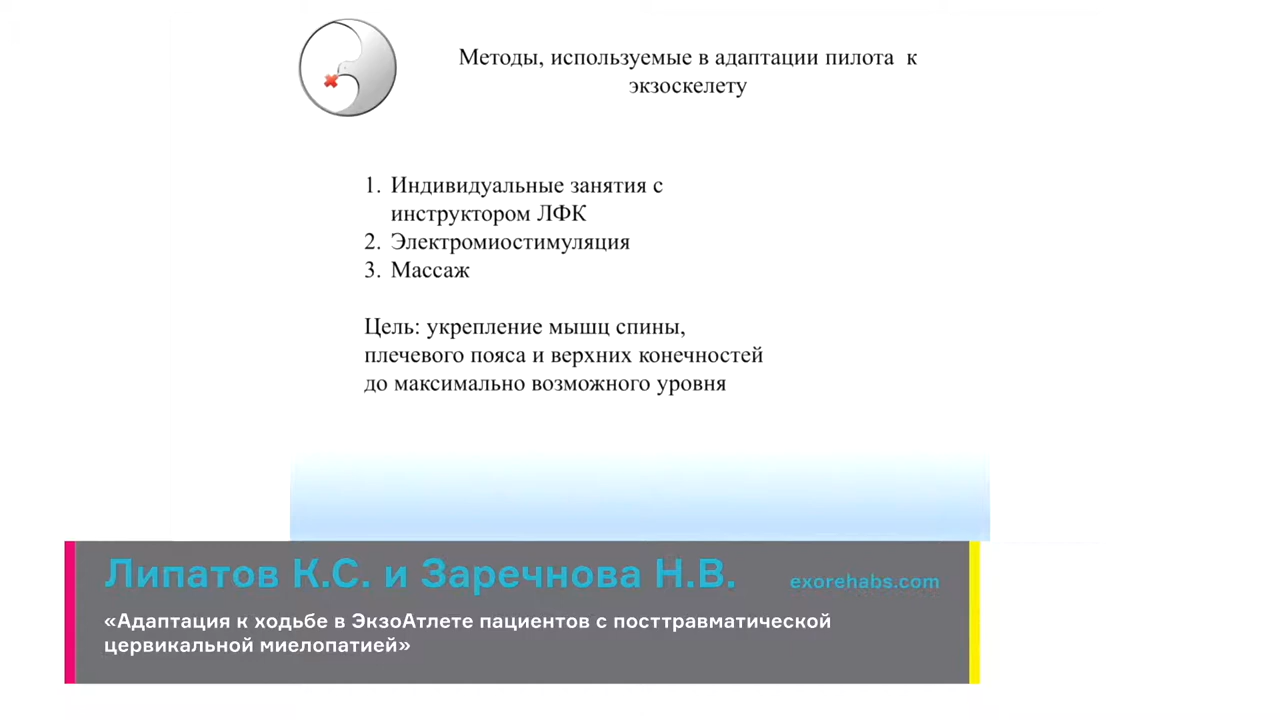 Методы, используемые в адаптации пилота к
экзоскелету
1. Индивидуальные занятия с
инструктором ЛФК
2. Электромиостимуляция
3. Массаж
Цель: укрепление мышц спины,
плечевого пояса и верхних конечностей
до максимально возможного уровня
Липатов К.С. и Заречнова Н.В.
exorehabs.com
«Адаптация к ходьбе в ЭкзоАтлете пациентов с посттравматической
цервикальной миелопатией»